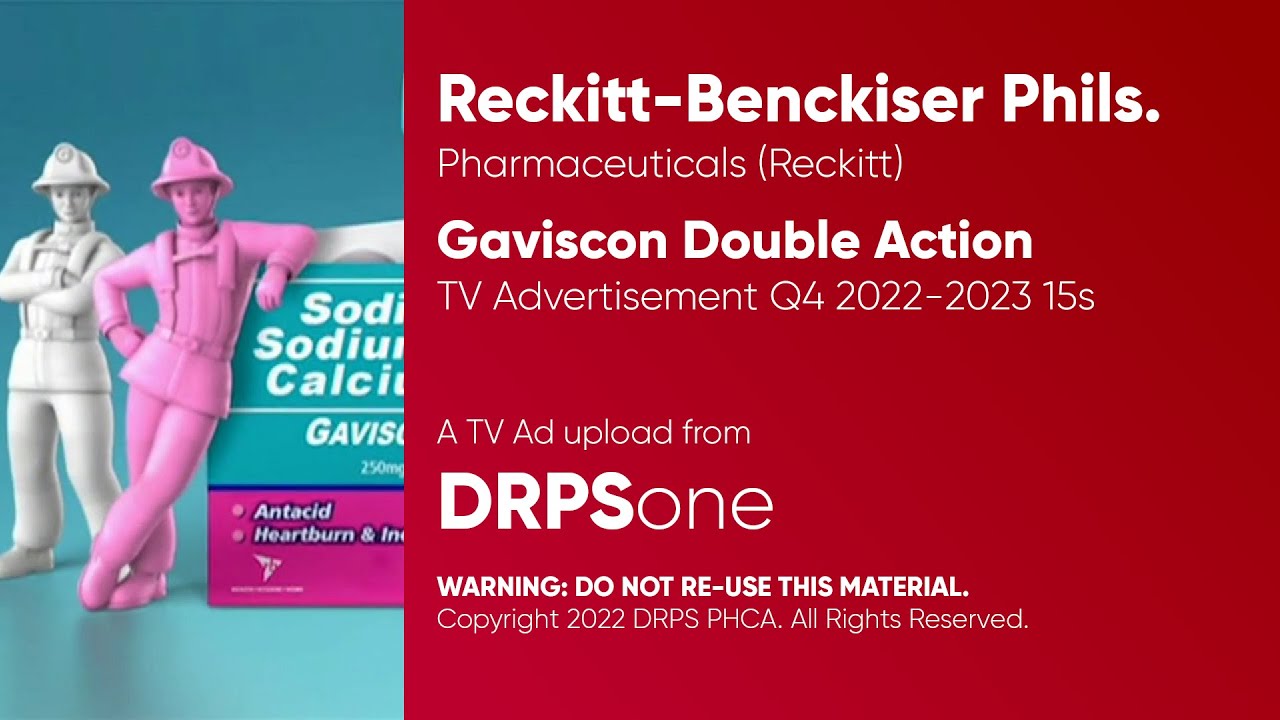 Sodi
Sodiu
Calci
GAVISC
250mg
Antacid
Heartburn & In
Reckitt-Benckiser Phils.
Pharmaceuticals (Reckitt)
Gaviscon Double Action
TV Advertisement Q4 2022-2023 15s
A TV Ad upload from
DRPSone
WARNING: DO NOT RE-USE THIS MATERIAL.
Copyright 2022 DRPS PHCA. All Rights Reserved.